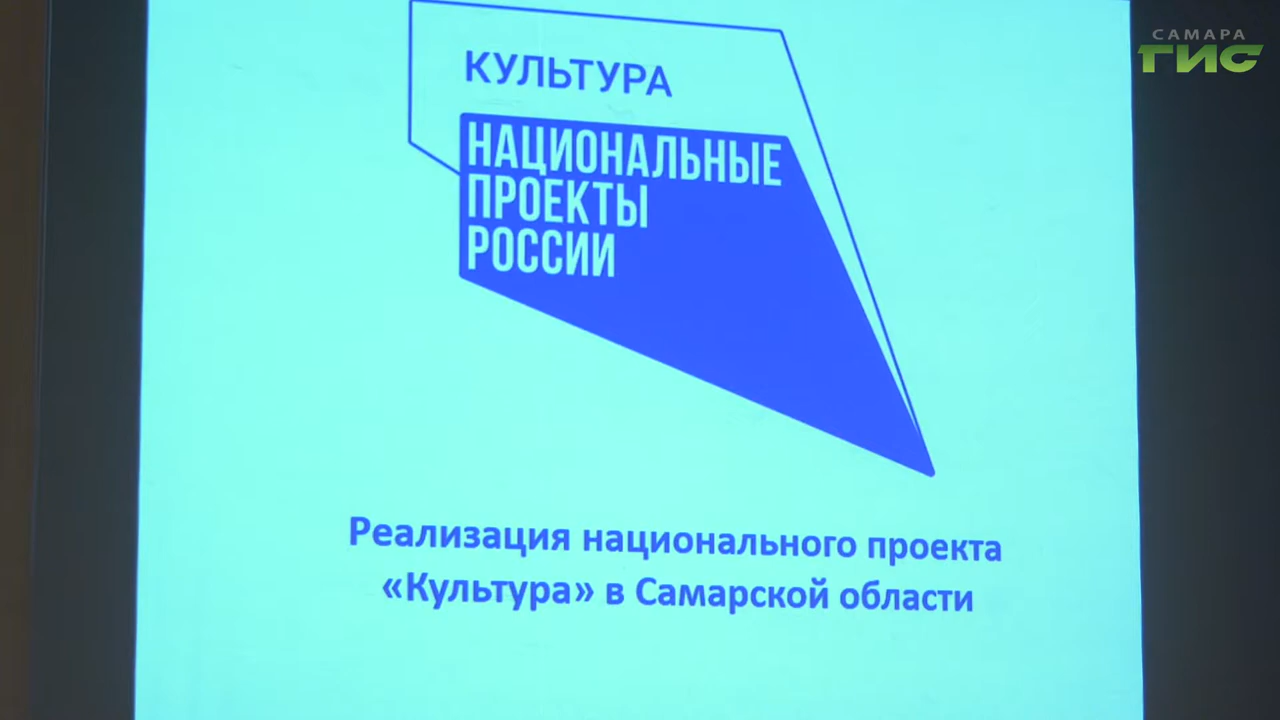 САМАРА
ГИС
КУЛЬТУРА
НАЦИОНАЛЬНЫЕ
ПРОЕКТЫ
РОССИИ
Реализация национального проекта
«Культура» в Самарской области